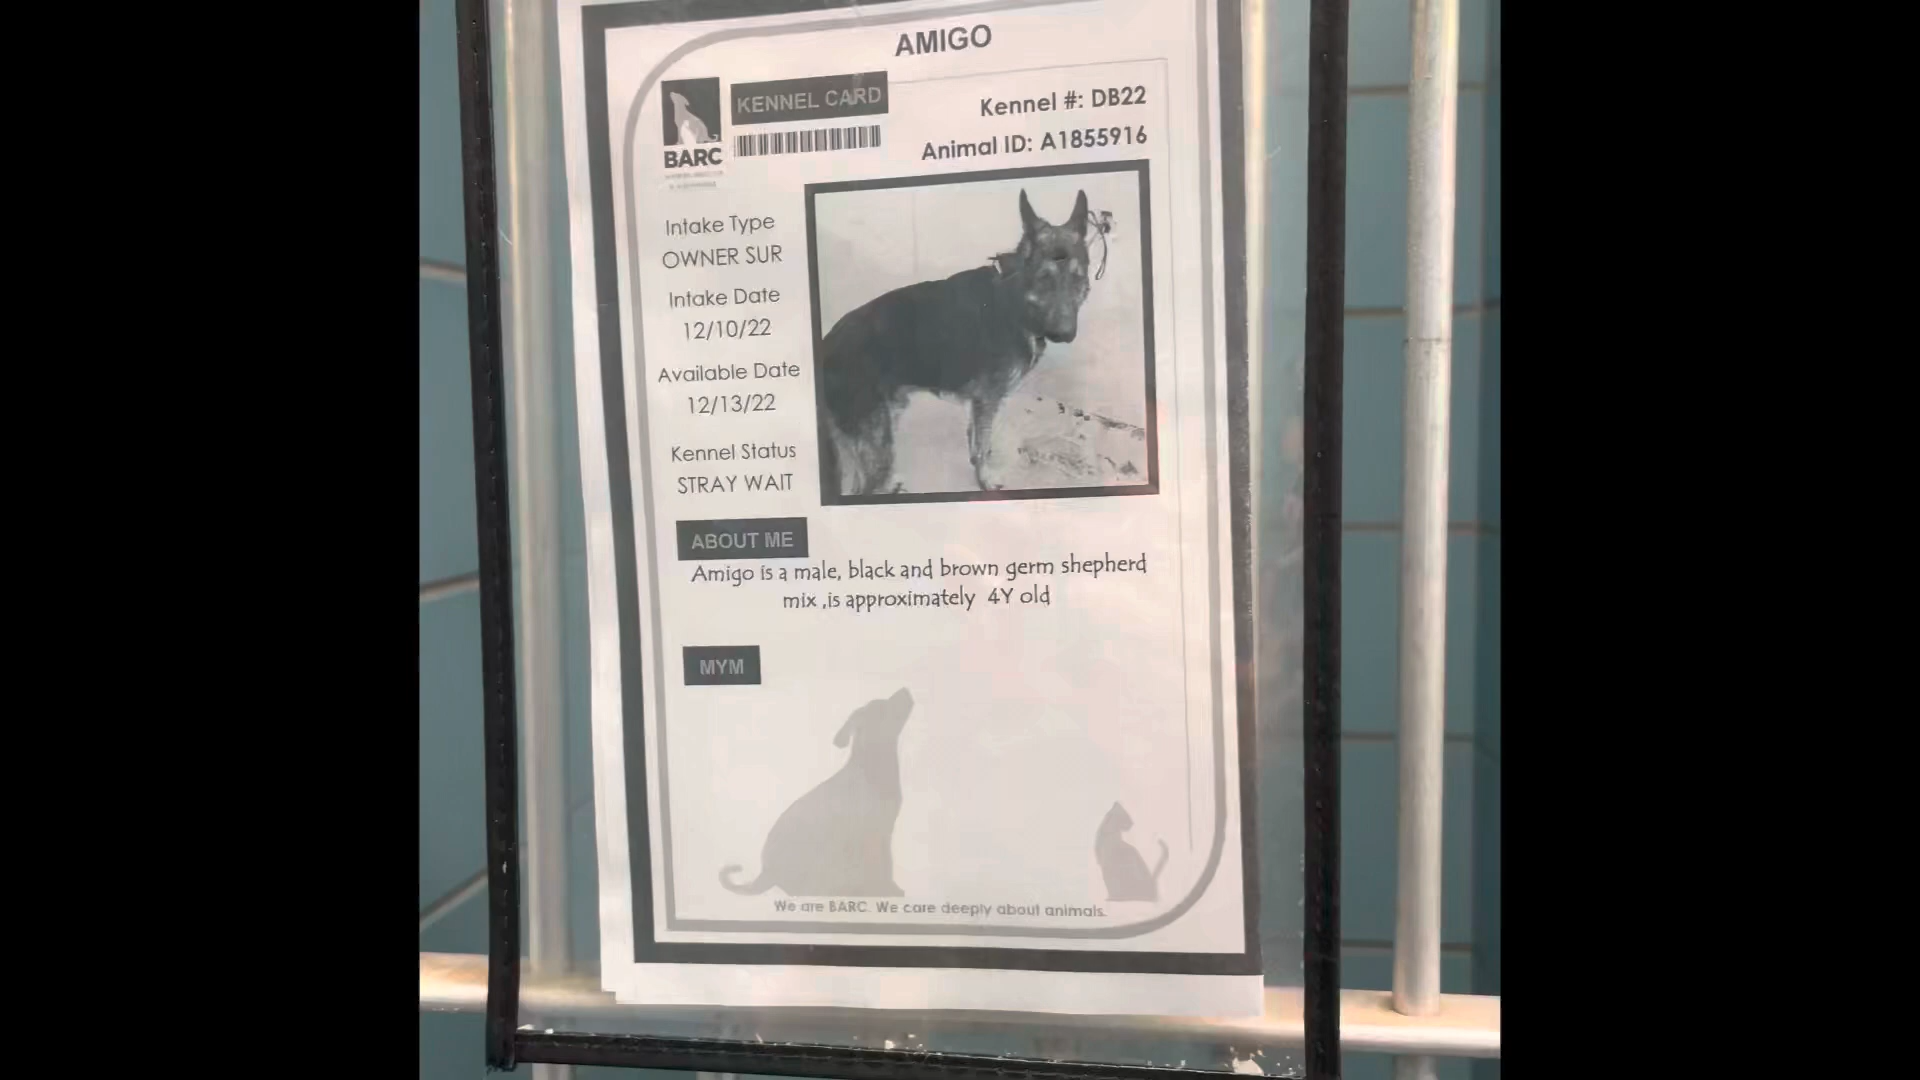 AMIGO
KENNEL CARD
Kennel #: DB22
Animal ID: A1855916
BARC
Intake Type
OWNER SUR
Intake Date
12/10/22
Available Date
12/13/22
Kennel Status
STRAY WAIT
ABOUT ME
Amigo is a male, black and brown germ shepherd
mix ,is approximately 4Y old
MYM
We are BARC. We care deeply about animals.